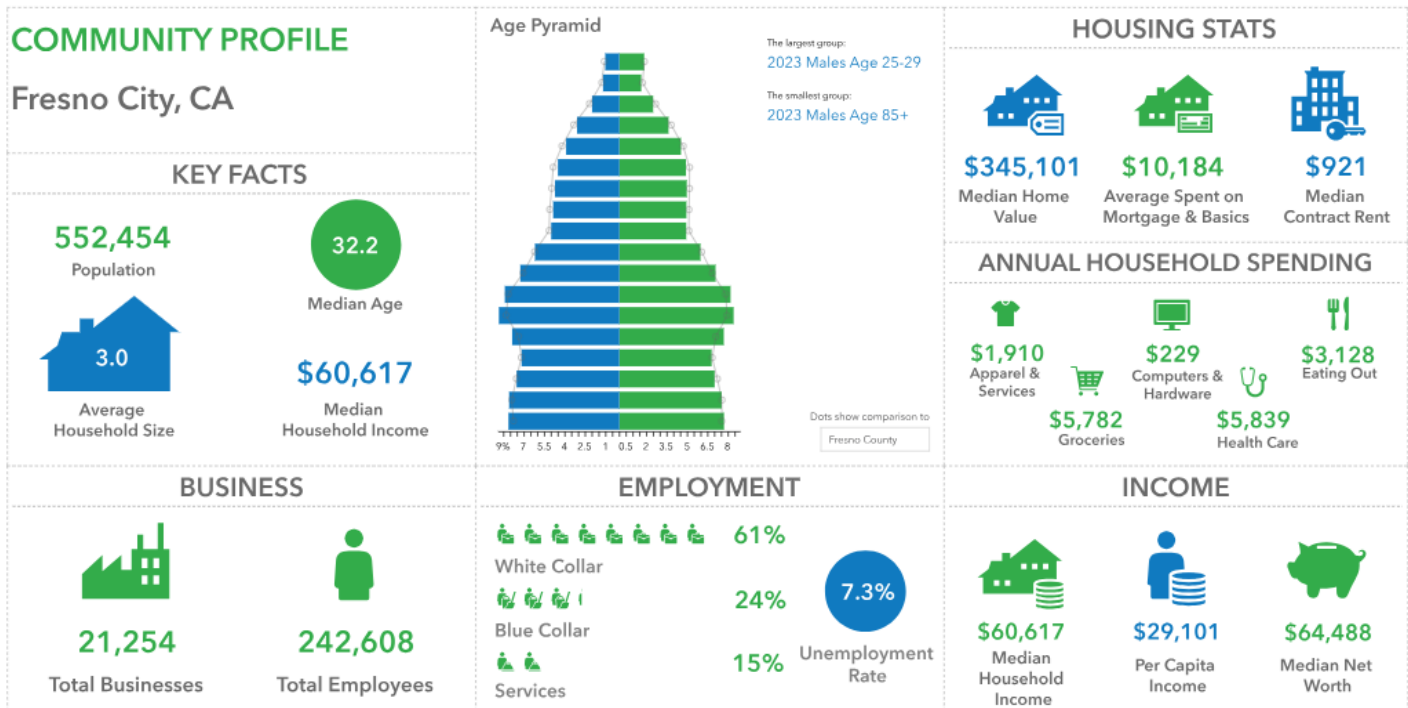 COMMUNITY PROFILE
Fresno City, CA
KEY FACTS
552,454
Population
32.2
Median Age
3.0
Average
Household Size
$60,617
Median
Household Income
Age Pyramid
The largest group:
2023 Males Age 25-29
The smallest group:
2023 Males Age 85+
9% 7 5.5 4 2.5 1 0.5 2 3.5 5 6.5 8
Dots show comparison to
Fresno County
HOUSING STATS
$345,101
Median Home
Value
$10,184
Average Spent on
Mortgage & Basics
$921
Median
Contract Rent
ANNUAL HOUSEHOLD SPENDING
$1,910
Apparel &
Services
$229
Computers &
Hardware
$3,128
Eating Out
$5,782
Groceries
$5,839
Health Care
BUSINESS
21,254
Total Businesses
242,608
Total Employees
EMPLOYMENT
61%
White Collar
24%
Blue Collar
15%
Services
7.3%
Unemployment
Rate
INCOME
$60,617
Median
Household
Income
$29,101
Per Capita
Income
$64,488
Median Net
Worth